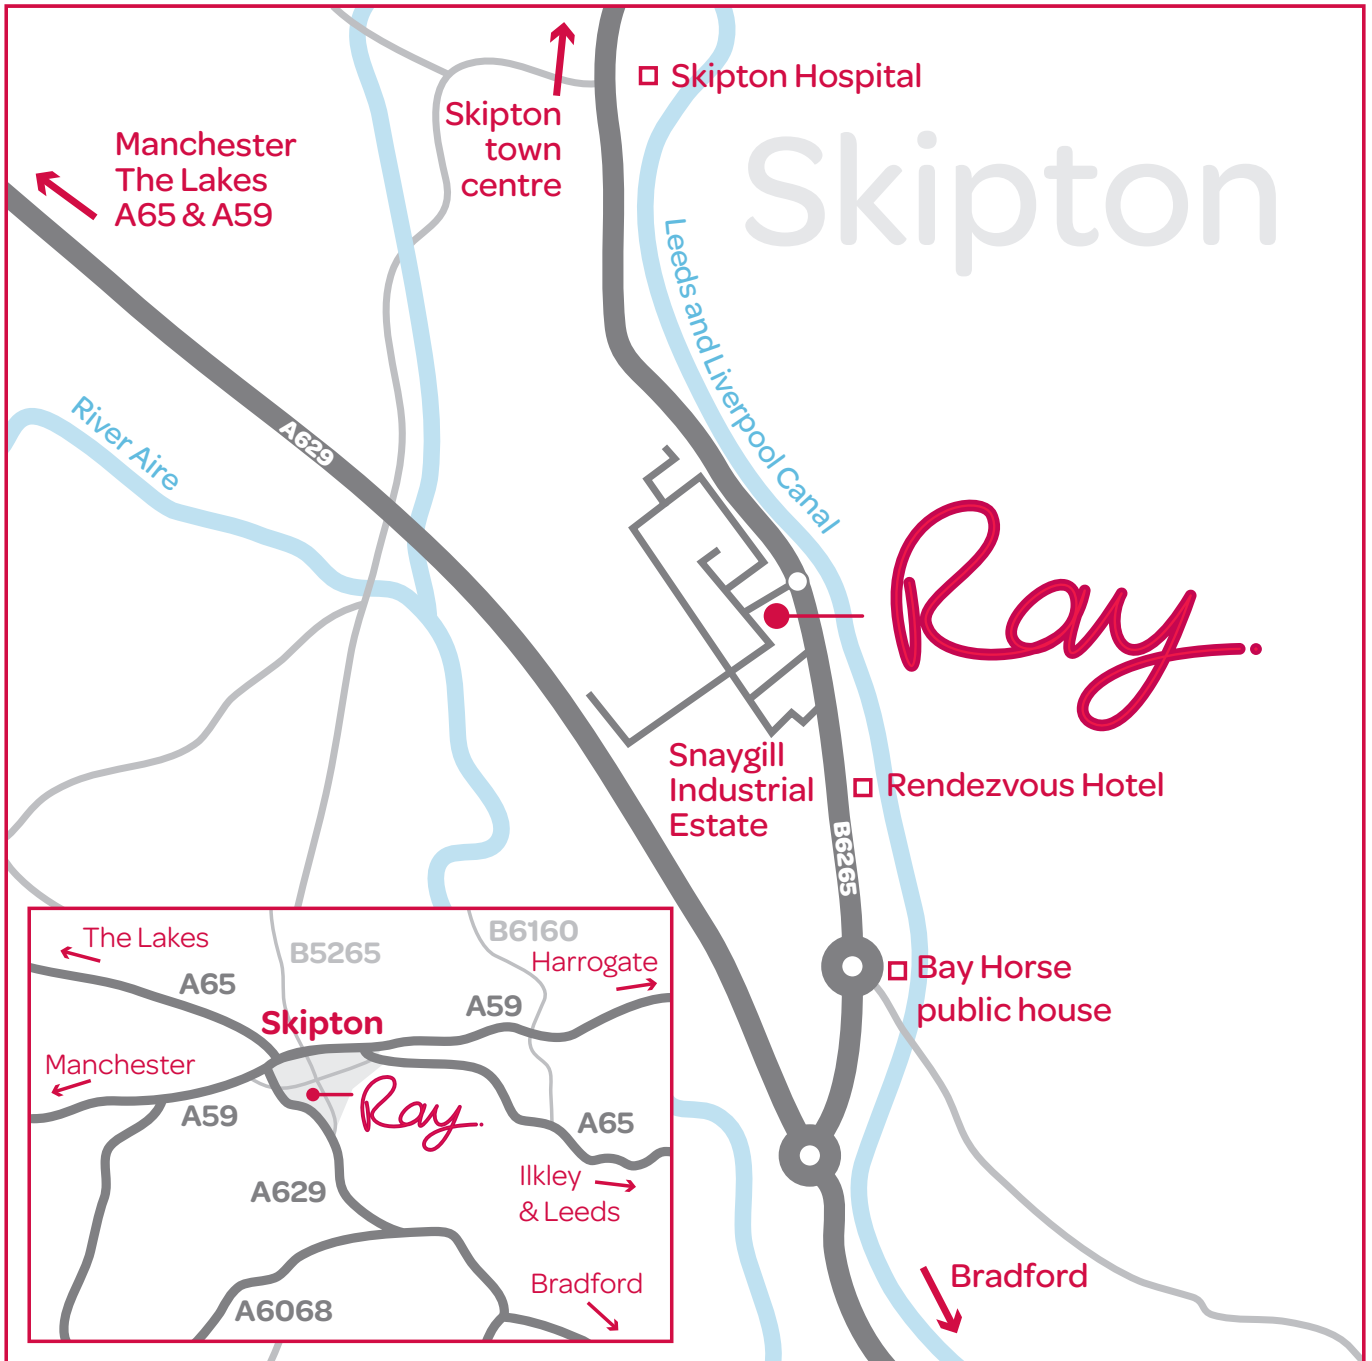 Skipton Hospital
Skipton
town
centre
Manchester
The Lakes
A65 & A59
Skipton
Leeds and Liverpool Canal
River Aire
A629
Ray.
Snaygill
Industrial
Estate
Rendezvous Hotel
B6265
Bay Horse
public house
Bradford
The Lakes
B5265
B6160
Harrogate
A65
A59
Skipton
Manchester
A59
Ray.
A65
Ilkley
& Leeds
A629
Bradford
A6068